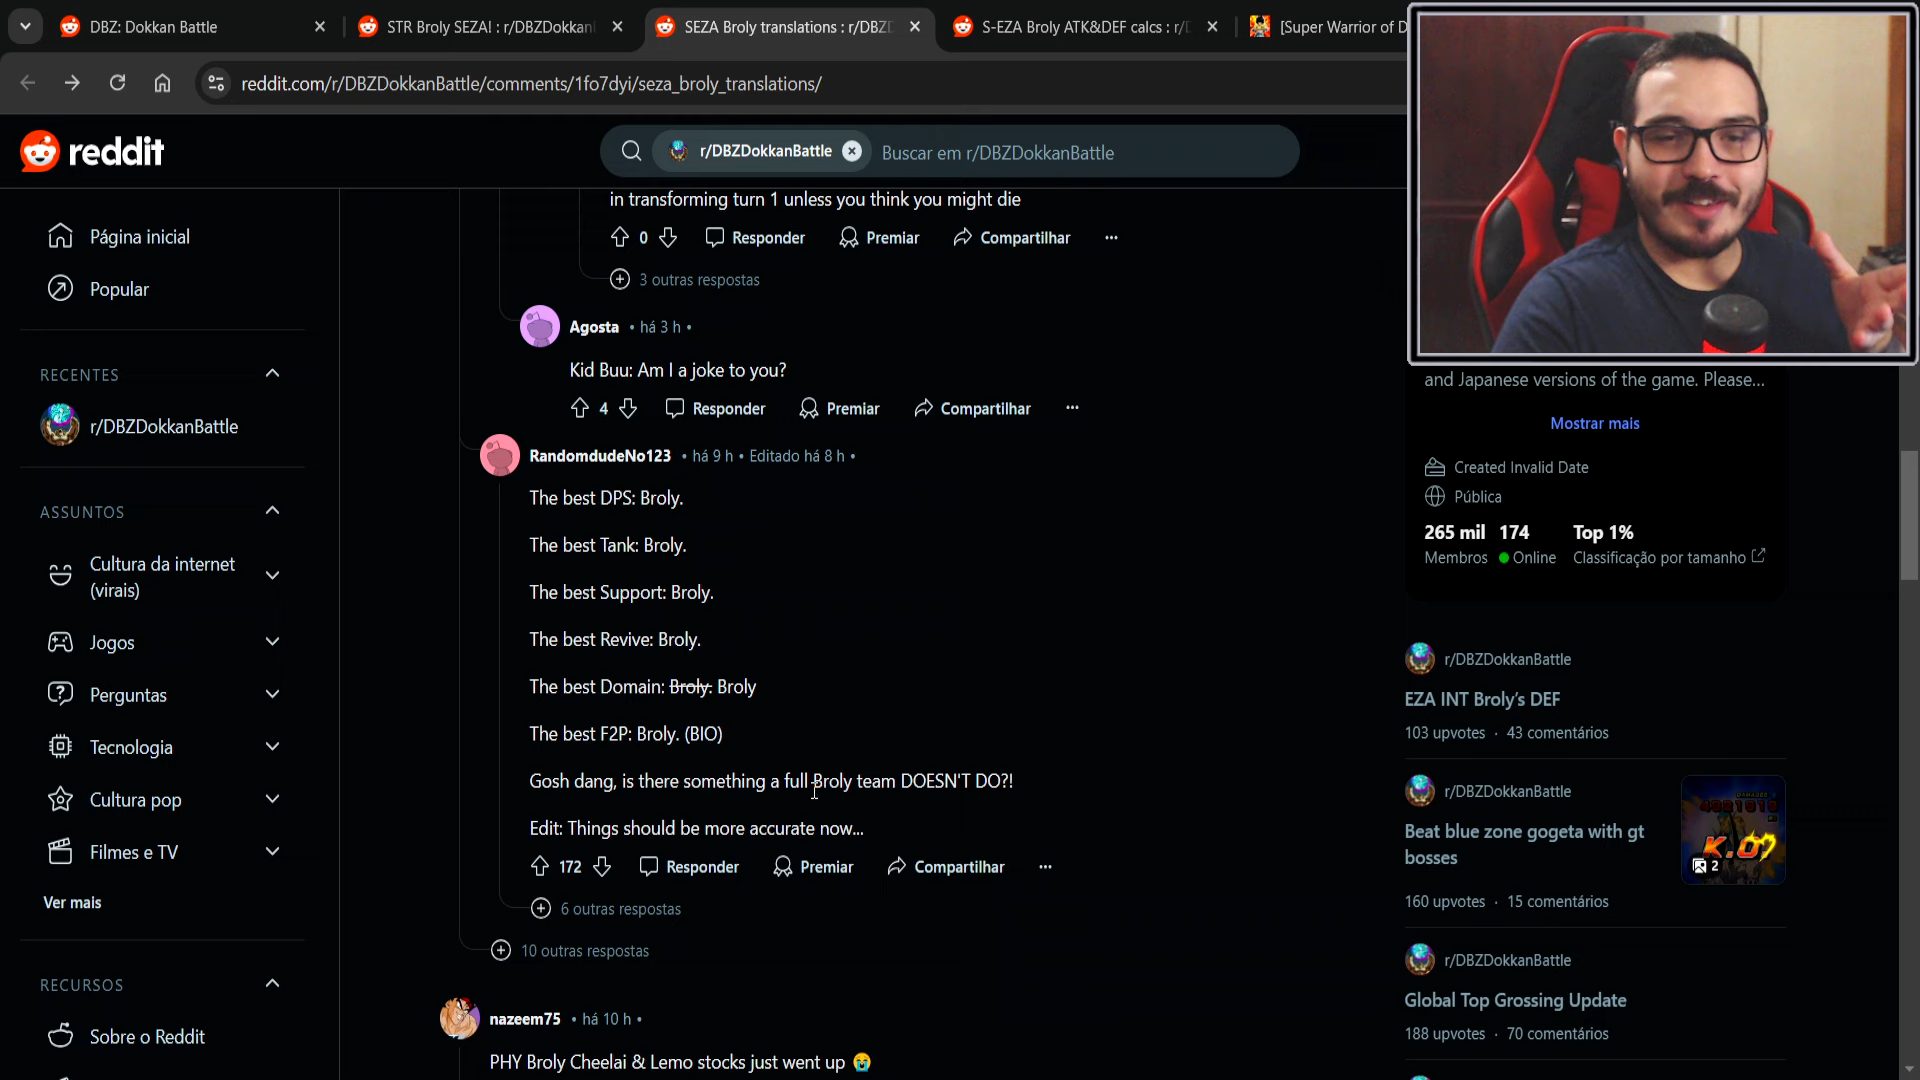 DBZ: Dokkan Battle
STR Broly SEZA! : r/DBZDokkan
SEZA Broly translations : r/DBZD
S-EZA Broly ATK&DEF calcs : r/D
[Super Warrior of D
reddit.com/r/DBZDokkanBattle/comments/1fo7dyi/seza_broly_translations/
reddit
r/DBZDokkanBattle
Buscar em r/DBZDokkanBattle
Página inicial
Popular
RECENTES
r/DBZDokkanBattle
ASSUNTOS
Cultura da internet
(virais)
Jogos
Perguntas
Tecnologia
Cultura pop
Filmes e TV
Ver mais
RECURSOS
Sobre o Reddit
in transforming turn 1 unless you think you might die
0 Responder Premiar Compartilhar
3 outras respostas
Agosta • há 3 h •
Kid Buu: Am I a joke to you?
4 Responder Premiar Compartilhar
RandomdudeNo123 • há 9 h • Editado há 8 h •
The best DPS: Broly.
The best Tank: Broly.
The best Support: Broly.
The best Revive: Broly.
The best Domain: Broly. Broly
The best F2P: Broly. (BIO)
Gosh dang, is there something a full Broly team DOESN'T DO?!
Edit: Things should be more accurate now...
172 Responder Premiar Compartilhar
6 outras respostas
10 outras respostas
nazeem75 • há 10 h •
PHY Broly Cheelai & Lemo stocks just went up 😭
and Japanese versions of the game. Please...
Mostrar mais
Created Invalid Date
Pública
265 mil 174 Top 1%
Membros Online Classificação por tamanho
r/DBZDokkanBattle
EZA INT Broly's DEF
103 upvotes · 43 comentários
r/DBZDokkanBattle
Beat blue zone gogeta with gt
bosses
K.O
2
160 upvotes · 15 comentários
r/DBZDokkanBattle
Global Top Grossing Update
188 upvotes · 70 comentários